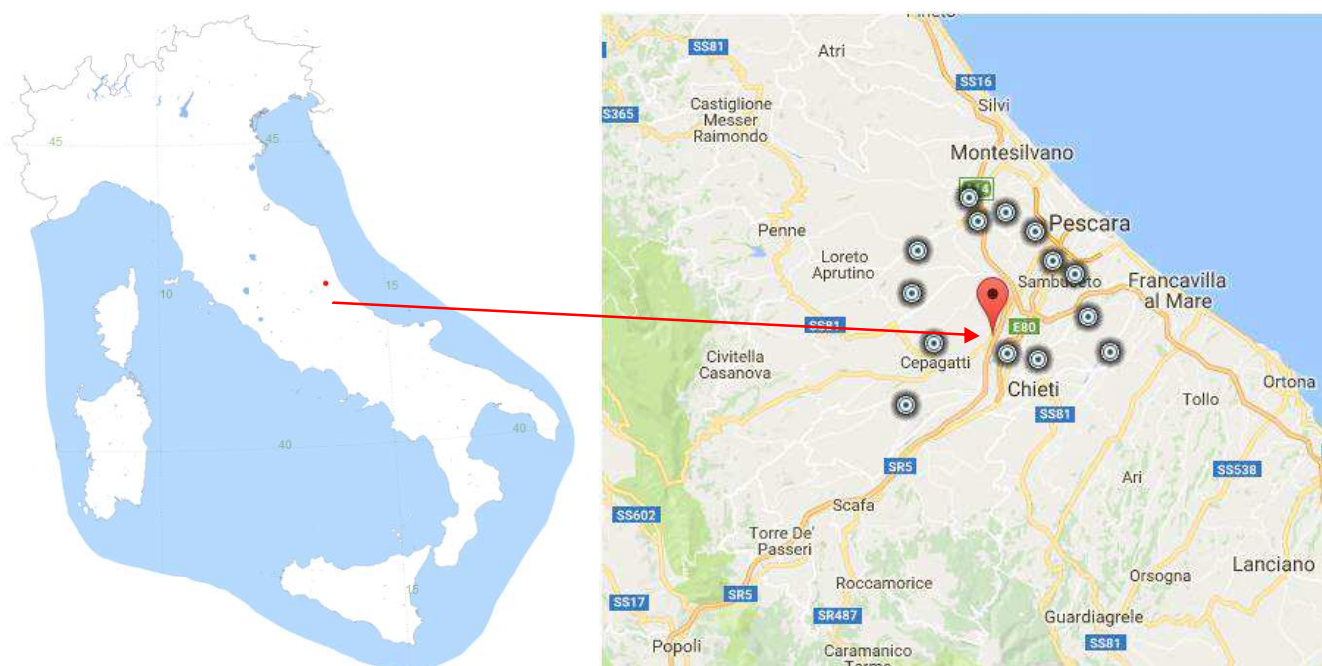 45
45
10
15
40
40
15
Pineto
SS81
Atri
SS16
Silvi
Castiglione
Messer
Raimondo
S365
Montesilvano
Penne
Pescara
Loreto
Aprutino
Sambuceto
Francavilla
al Mare
SS81
E80
Civitella
Casanova
Cepagatti
Chieti
Ortona
Tollo
SS81
SR5
SS538
Ari
SS602
Scafa
Torre De'
Passeri
Lanciano
Roccamorice
Orsogna
SS17
SR5
SR487
Guardiagrele
SS81
Popoli
Caramanico
Terme